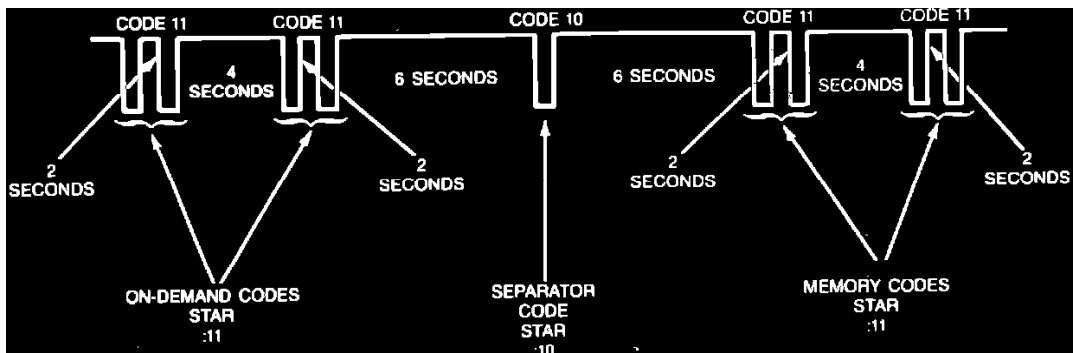 CODE 11
CODE 11
CODE 10
CODE 11
CODE 11
4
SECONDS
6 SECONDS
6 SECONDS
4
SECONDS
2
SECONDS
2
SECONDS
2
SECONDS
2
SECONDS
ON-DEMAND CODES
STAR
:11
SEPARATOR
CODE
STAR
:10
MEMORY CODES
STAR
:11